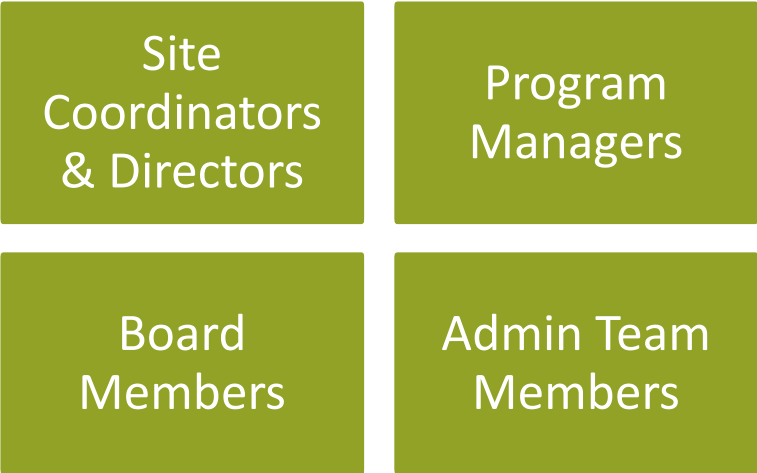 Site
Coordinators
& Directors
Program
Managers
Board
Members
Admin Team
Members